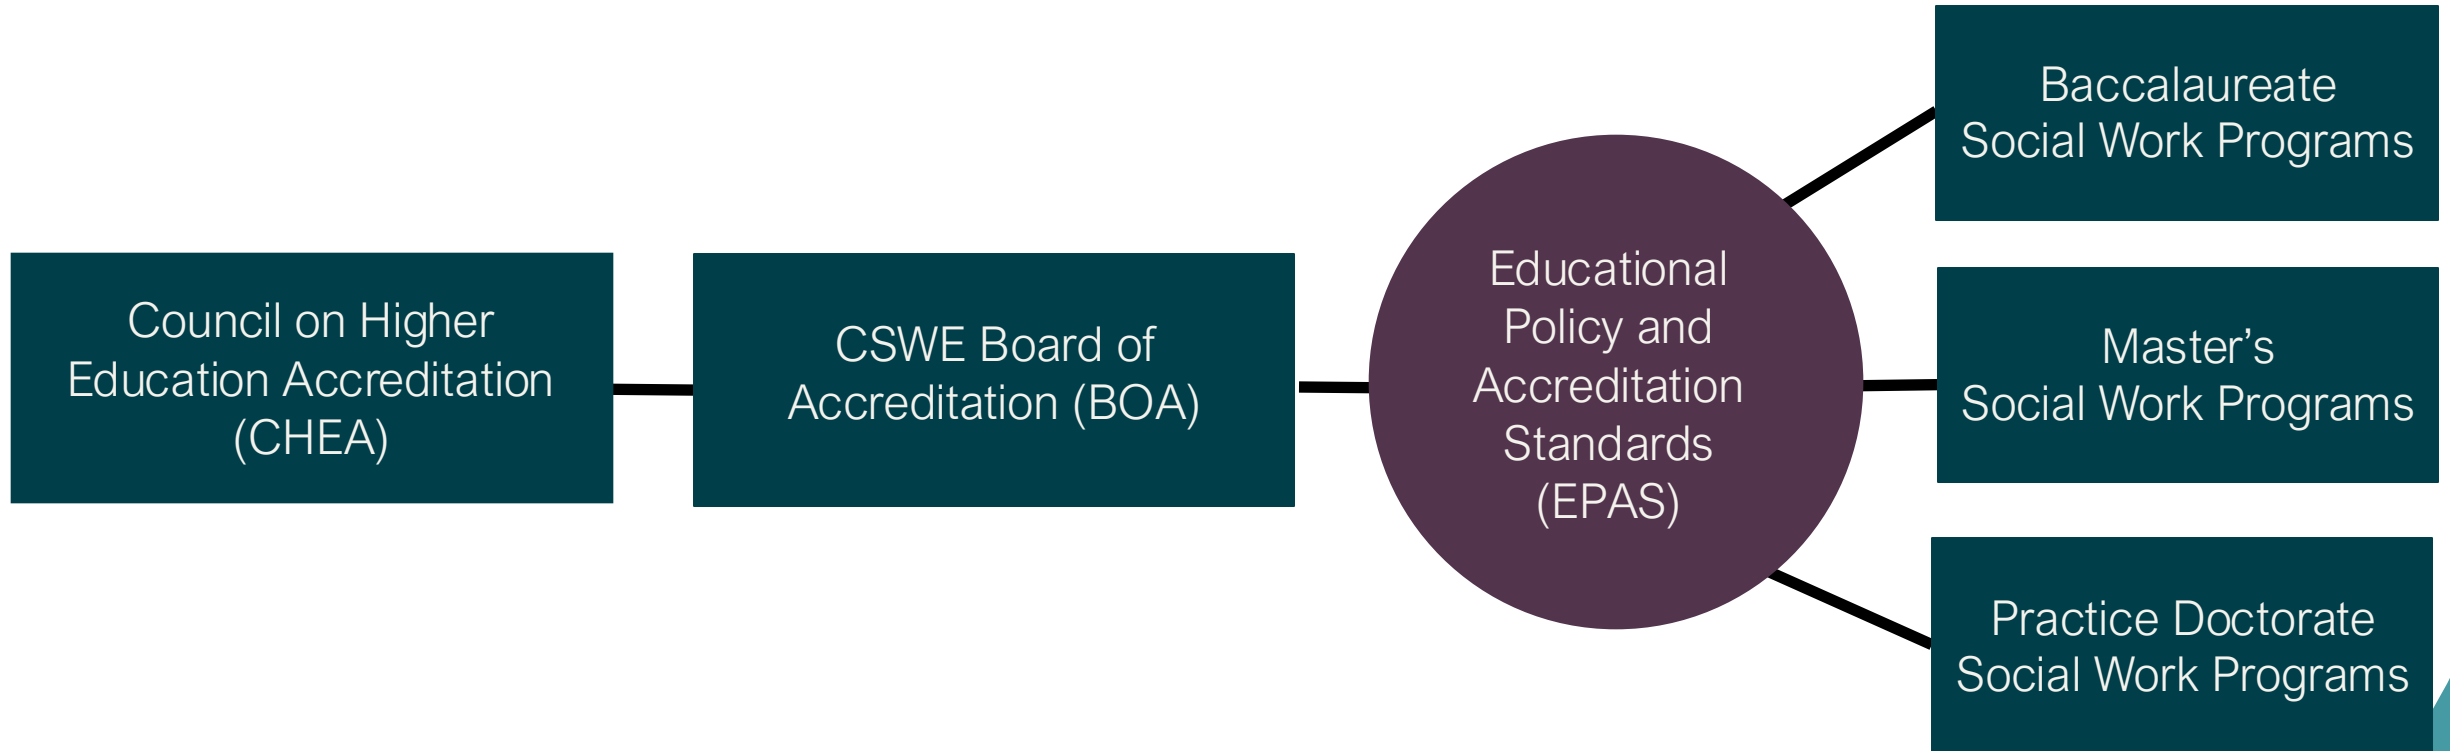 Council on Higher
Education Accreditation
(CHEA)
CSWE Board of
Accreditation (BOA)
Educational
Policy and
Accreditation
Standards
(EPAS)
Baccalaureate
Social Work Programs
Master’s
Social Work Programs
Practice Doctorate
Social Work Programs